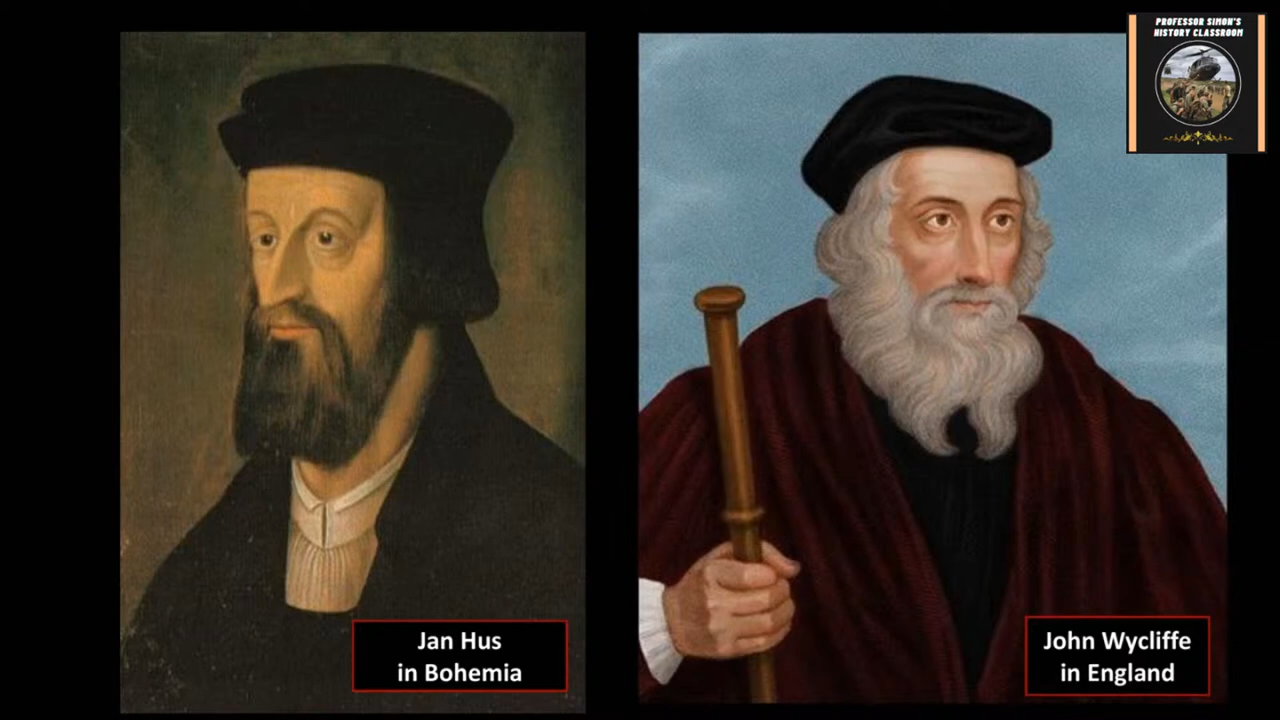 PROFESSOR SIMON'S
HISTORY CLASSROOM
Jan Hus
in Bohemia
John Wycliffe
in England